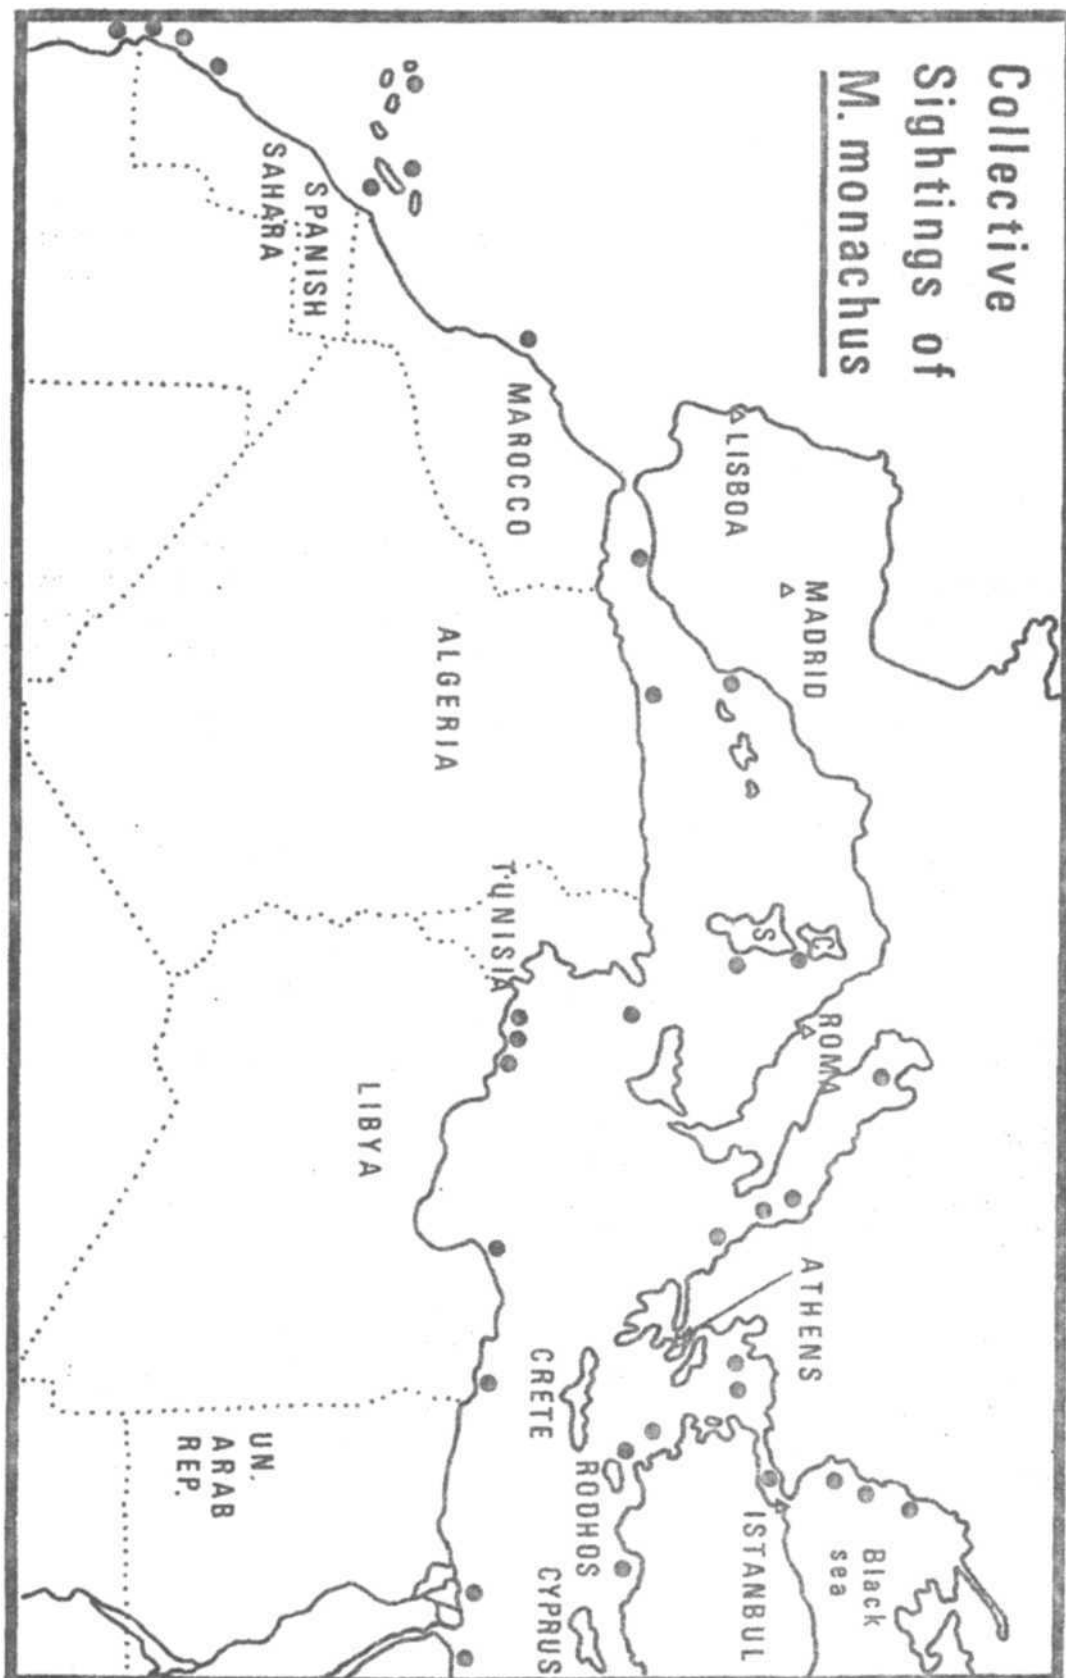 Collective
Sightings of
M. monachus
LISBOA
MADRID
ROMA
C
S
ATHENS
ISTANBUL
Black
sea
MAROCCO
SPANISH
SAHARA
ALGERIA
TUNISIA
LIBYA
CRETE
RODHOS
CYPRUS
UN.
ARAB
REP.